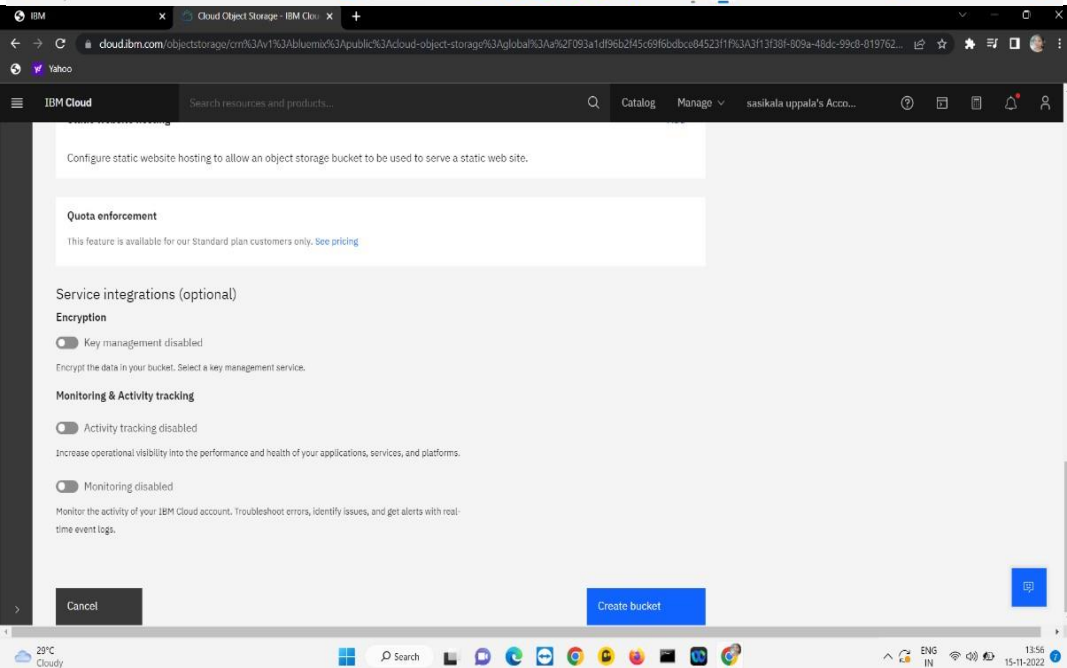 IBM
Cloud Object Storage - IBM Clou
cloud.ibm.com/objectstorage/crn%3Av1%3Abluemix%3Apublic%3Acloud-object-storage%3Aglobal%3Aa%2F093a1df96b2f45c69f6bdbce84523f1f%3A3f13f38f-809a-48dc-99c8-819762...
Yahoo
IBM Cloud
Search resources and products...
Catalog
Manage
sasikala uppala's Acco...
Configure static website hosting to allow an object storage bucket to be used to serve a static web site.
Quota enforcement
This feature is available for our Standard plan customers only. See pricing
Service integrations (optional)
Encryption
Key management disabled
Encrypt the data in your bucket. Select a key management service.
Monitoring & Activity tracking
Activity tracking disabled
Increase operational visibility into the performance and health of your applications, services, and platforms.
Monitoring disabled
Monitor the activity of your IBM Cloud account. Troubleshoot errors, identify issues, and get alerts with real-
time event logs.
Cancel
Create bucket
29°C
Cloudy
Search
ENG
IN
13:56
15-11-2022
7